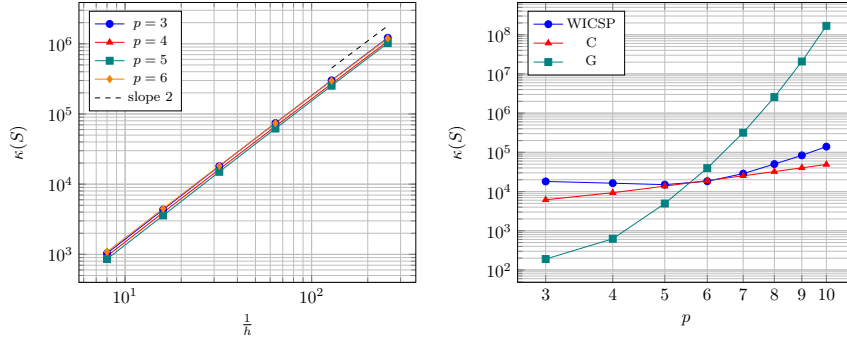 p = 3
p = 4
p = 5
p = 6
slope 2
10^6
10^5
10^4
10^3
κ(S)
10^1
10^2
1/h
WICSP
C
G
10^8
10^7
10^6
10^5
10^4
10^3
10^2
κ(S)
3 4 5 6 7 8 9 10
p